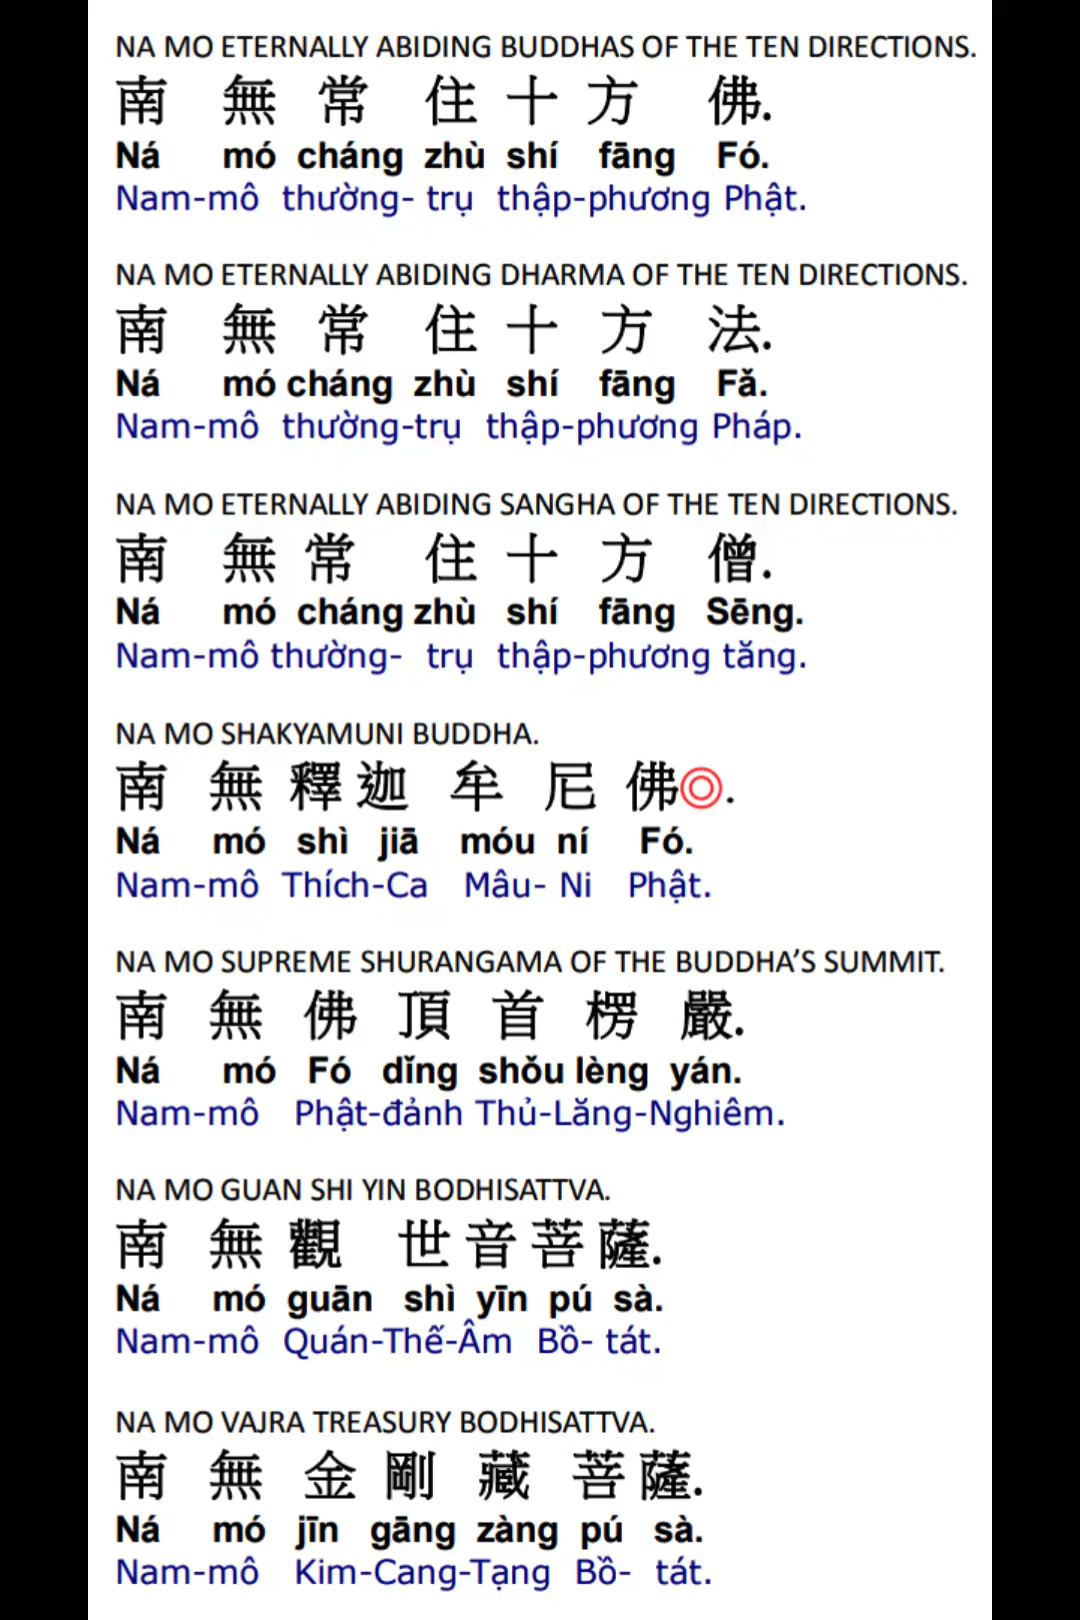 NA MO ETERNALLY ABIDING BUDDHAS OF THE TEN DIRECTIONS.
南 無 常 住 十 方 佛.
Ná mó cháng zhù shí fāng Fó.
Nam-mô thường- trụ thập-phương Phật.
NA MO ETERNALLY ABIDING DHARMA OF THE TEN DIRECTIONS.
南 無 常 住 十 方 法.
Ná mó cháng zhù shí fāng Fǎ.
Nam-mô thường-trụ thập-phương Pháp.
NA MO ETERNALLY ABIDING SANGHA OF THE TEN DIRECTIONS.
南 無 常 住 十 方 僧.
Ná mó cháng zhù shí fāng Sēng.
Nam-mô thường- trụ thập-phương tăng.
NA MO SHAKYAMUNI BUDDHA.
南 無 釋 迦 牟 尼 佛◎.
Ná mó shì jiā móu ní Fó.
Nam-mô Thích-Ca Mâu- Ni Phật.
NA MO SUPREME SHURANGAMA OF THE BUDDHA’S SUMMIT.
南 無 佛 頂 首 楞 嚴.
Ná mó Fó dǐng shǒu lèng yán.
Nam-mô Phật-đảnh Thủ-Lăng-Nghiêm.
NA MO GUAN SHI YIN BODHISATTVA.
南 無 觀 世 音 菩 薩.
Ná mó guān shì yīn pú sà.
Nam-mô Quán-Thế-Âm Bồ- tát.
NA MO VAJRA TREASURY BODHISATTVA.
南 無 金 剛 藏 菩 薩.
Ná mó jīn gāng zàng pú sà.
Nam-mô Kim-Cang-Tạng Bồ- tát.